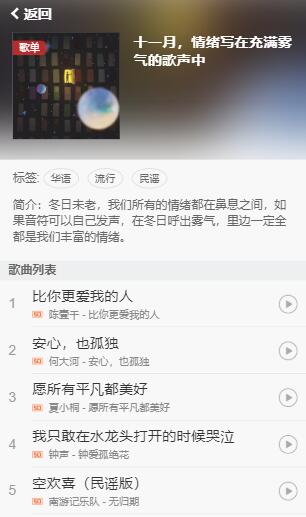 返回
歌单
十一月，情绪写在充满雾
气的歌声中
标签: 华语 流行 民谣
简介：冬日未老，我们所有的情绪都在鼻息之间，如
果音符可以自己发声，在冬日呼出雾气，里边一定全
都是我们丰富的情绪。
歌曲列表
1 比你更爱我的人
SQ 陈壹千 - 比你更爱我的人
2 安心，也孤独
SQ 何大河 - 安心，也孤独
3 愿所有平凡都美好
SQ 夏小桐 - 愿所有平凡都美好
4 我只敢在水龙头打开的时候哭泣
SQ 钟声 - 钟爱孤绝花
5 空欢喜（民谣版）
SQ 南游记乐队 - 无归期